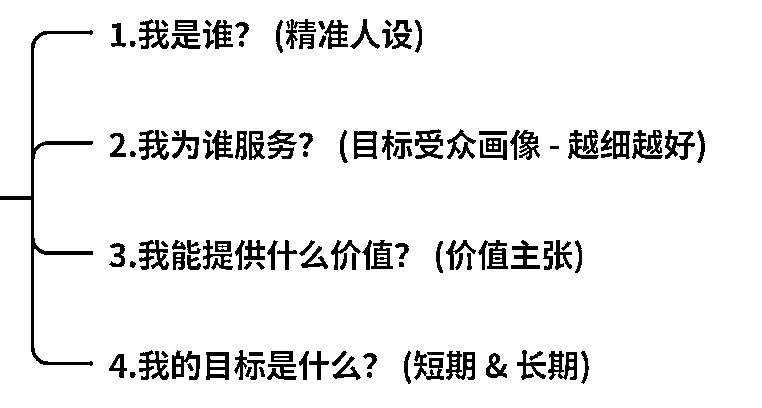 1.我是谁？ (精准人设)
2.我为谁服务？ (目标受众画像 - 越细越好)
3.我能提供什么价值？ (价值主张)
4.我的目标是什么？ (短期 & 长期)